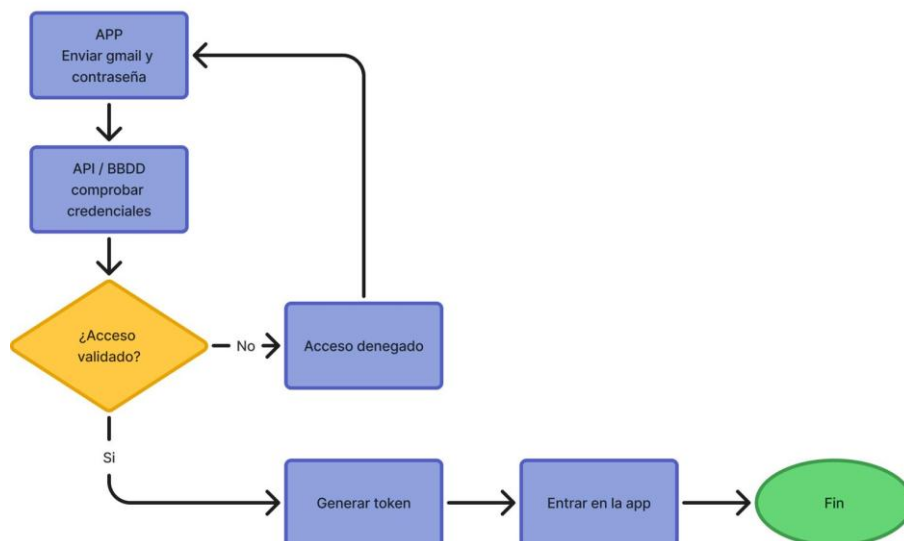 APP
Enviar gmail y
contraseña
API / BBDD
comprobar
credenciales
¿Acceso
validado?
No
Acceso denegado
Si
Generar token
Entrar en la app
Fin